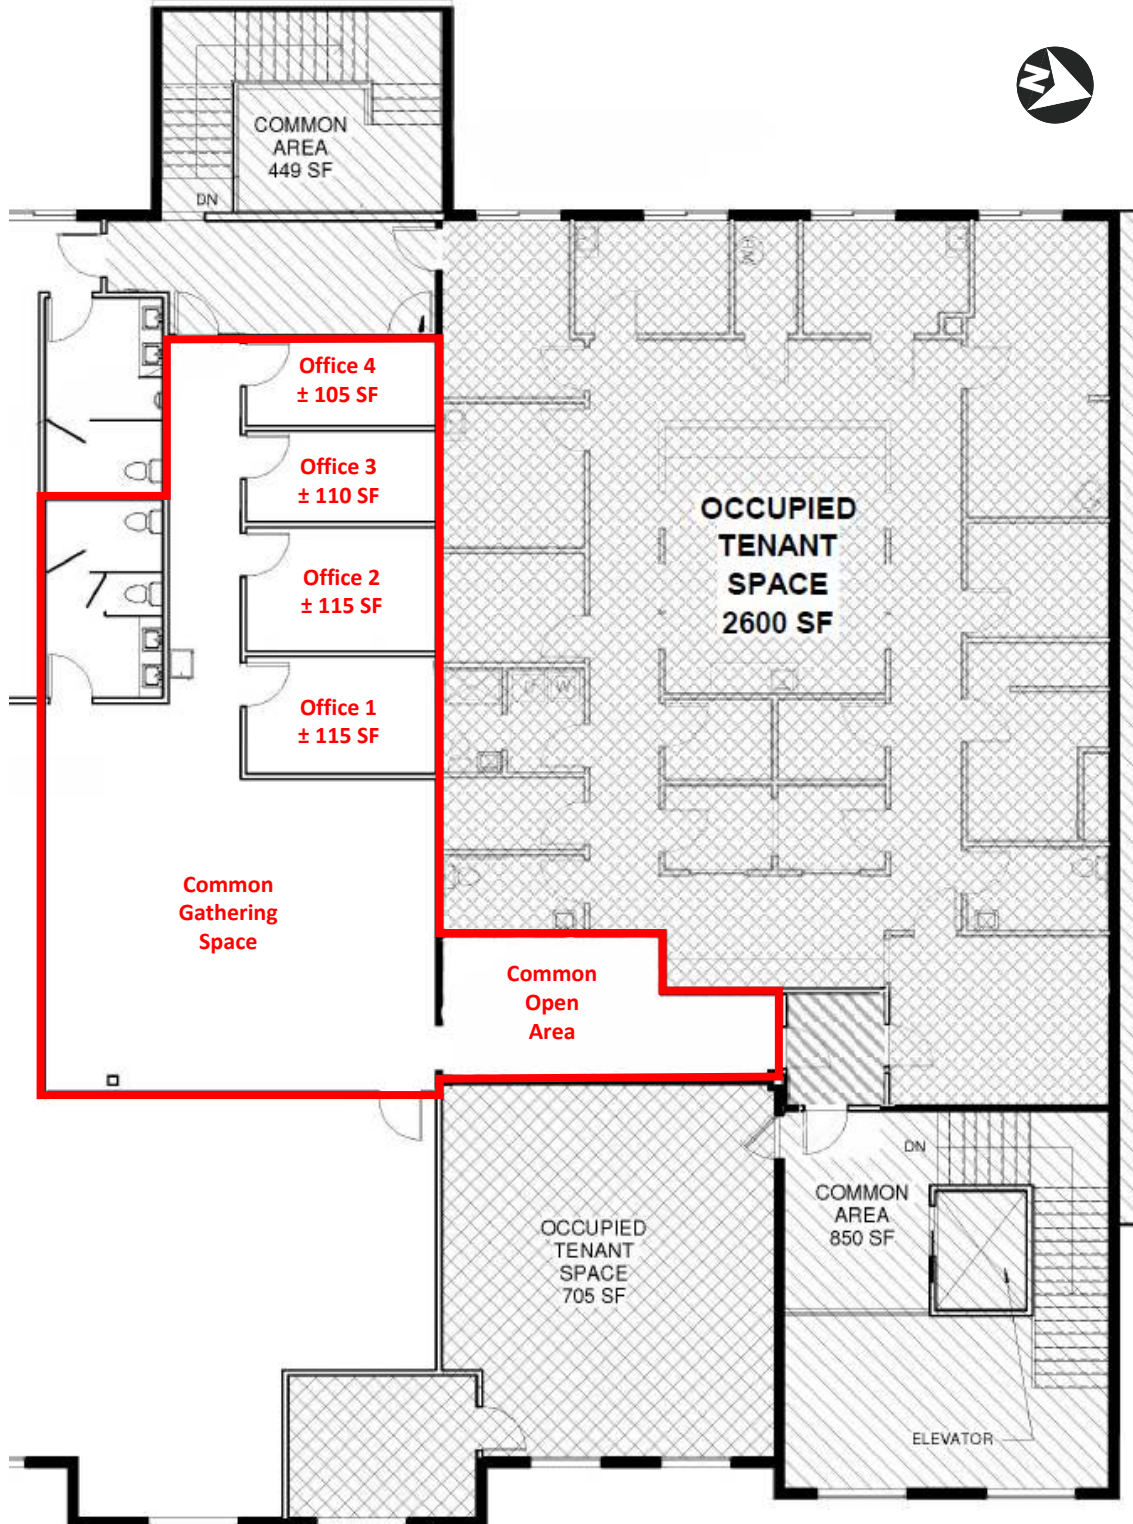 N
COMMON
AREA
449 SF
DN
HM
Office 4
± 105 SF
Office 3
± 110 SF
OCCUPIED
TENANT
SPACE
2600 SF
Office 2
± 115 SF
W
Office 1
± 115 SF
Common
Gathering
Space
Common
Open
Area
DN
COMMON
AREA
850 SF
OCCUPIED
TENANT
SPACE
705 SF
ELEVATOR